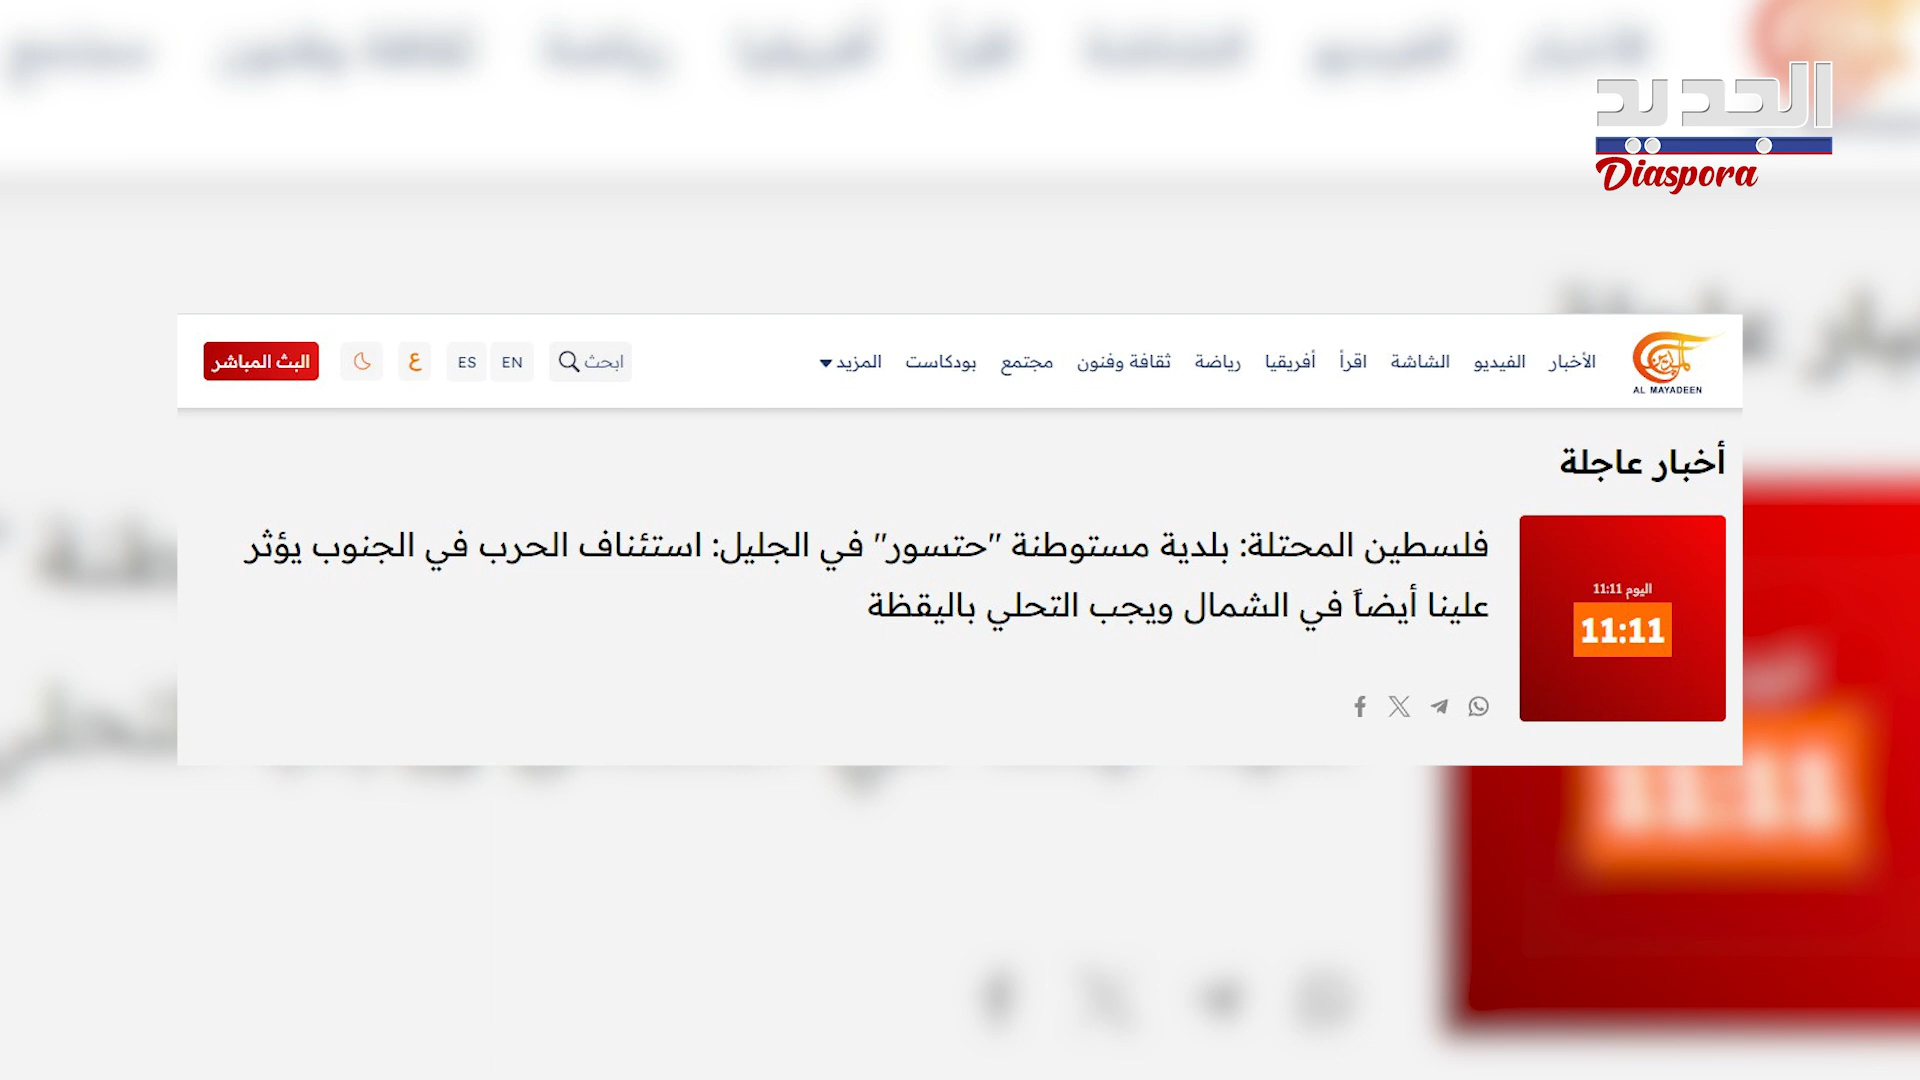 الجديد
Diaspora
الميادين
AL MAYADEEN
الأخبار الفيديو الشاشة اقرأ أفريقيا رياضة ثقافة وفنون مجتمع بودكاست المزيد
ابحث EN ES ع البث المباشر
أخبار عاجلة
اليوم 11:11
11:11
فلسطين المحتلة: بلدية مستوطنة "حتسور" في الجليل: استئناف الحرب في الجنوب يؤثر
علينا أيضاً في الشمال ويجب التحلي باليقظة